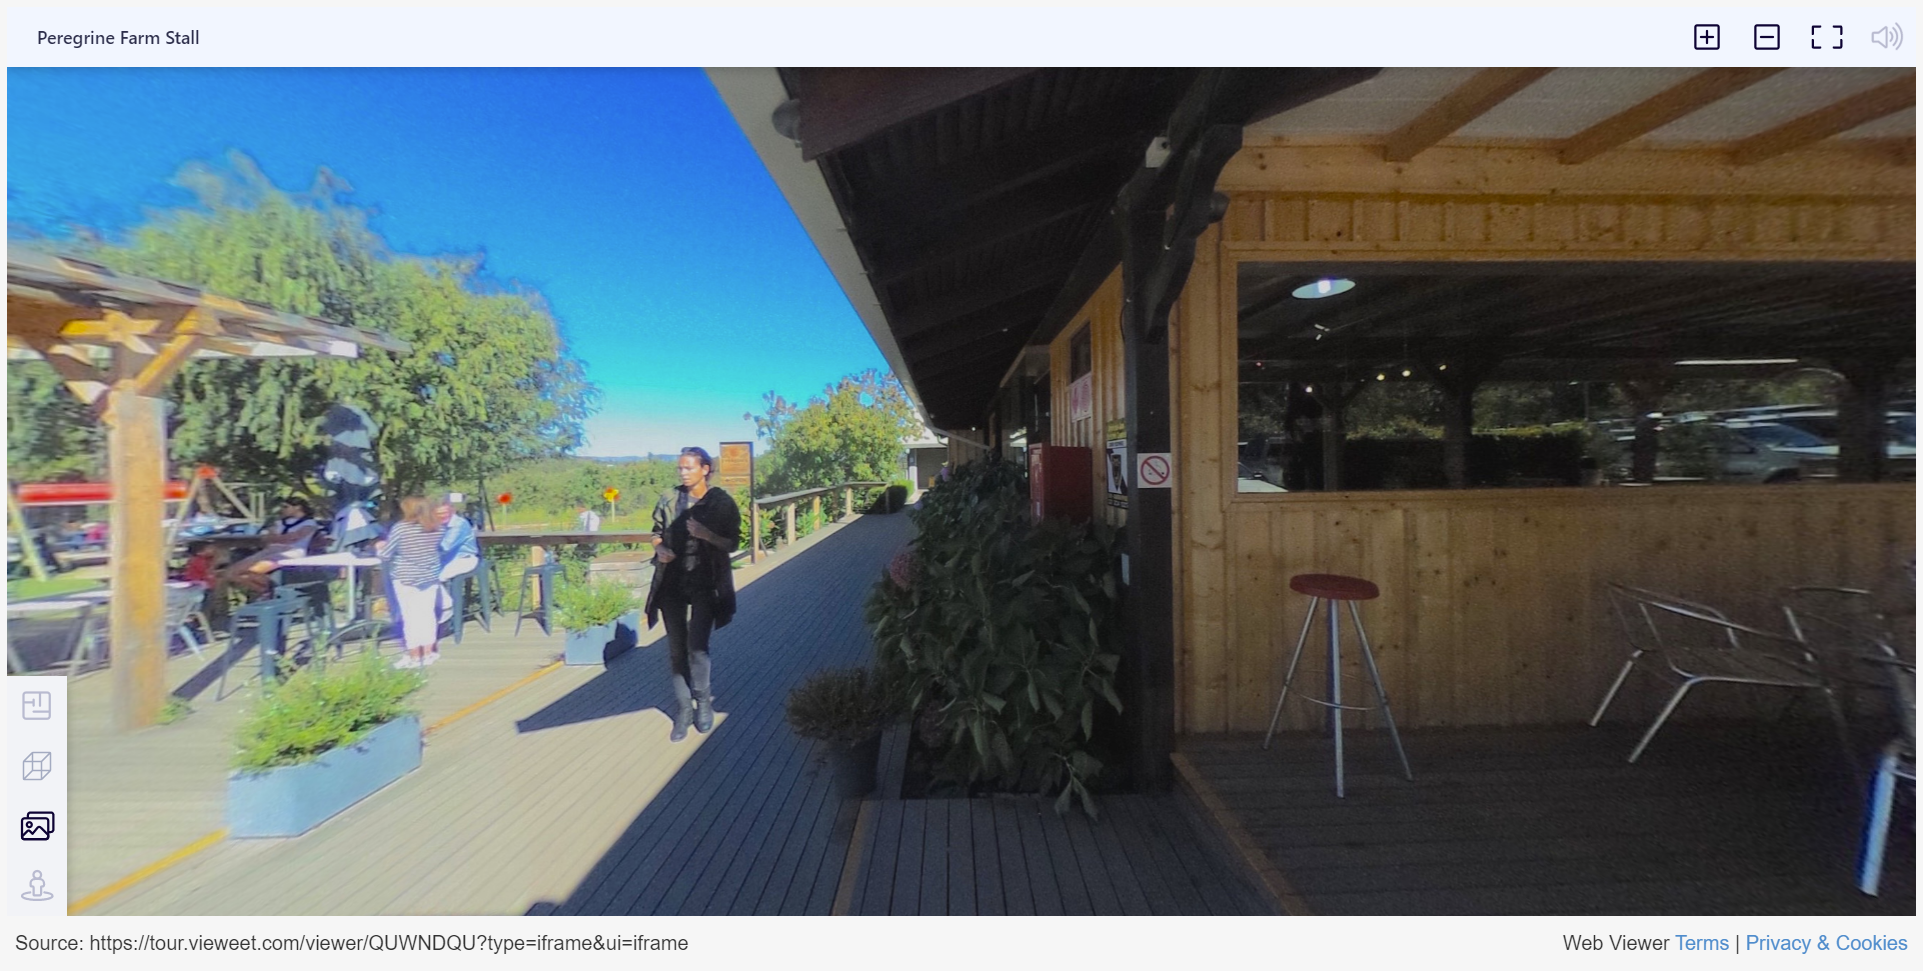 Peregrine Farm Stall
Source: https://tour.vieweet.com/viewer/QUWNDQU?type=iframe&ui=iframe
Web Viewer Terms | Privacy & Cookies